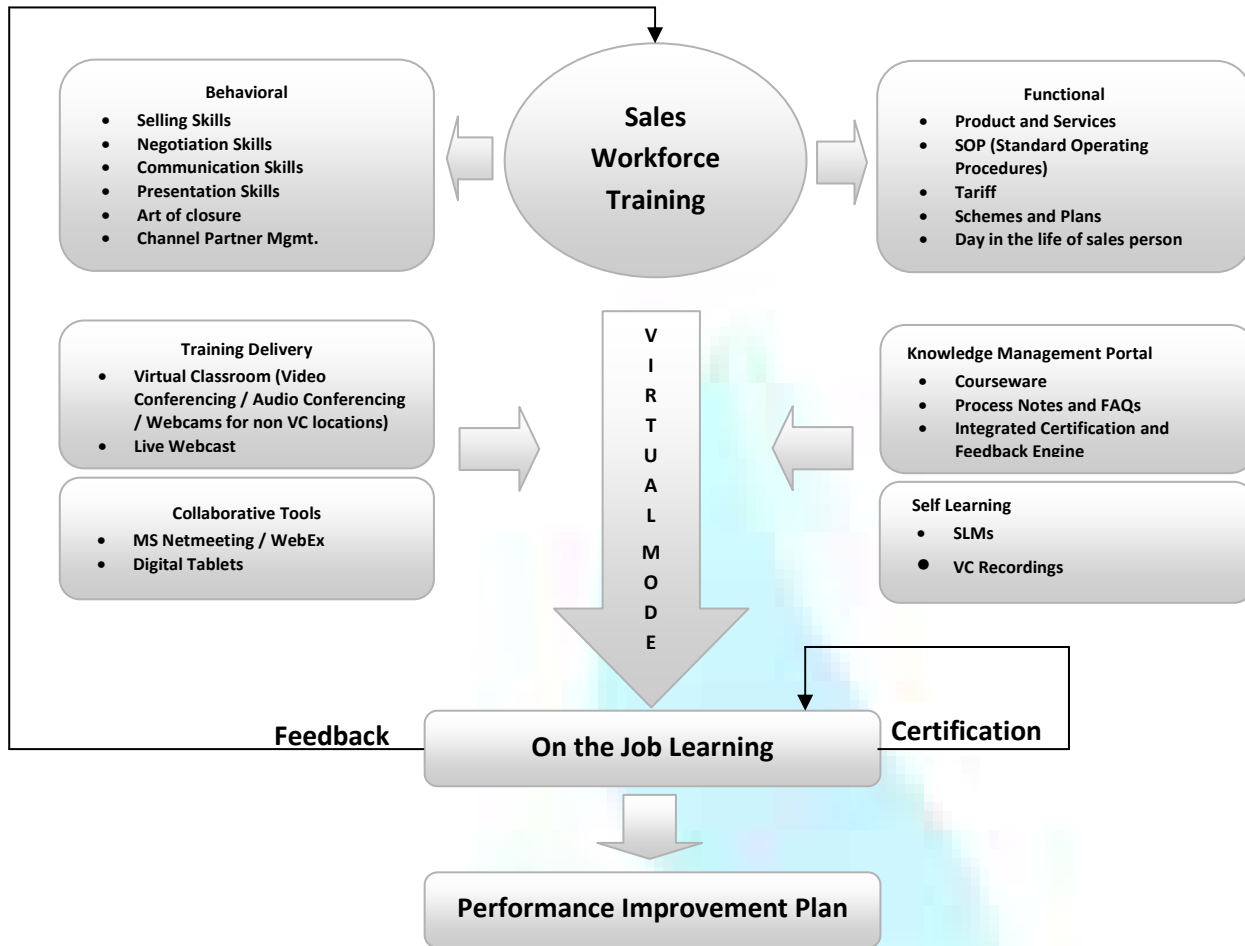 Behavioral
• Selling Skills
• Negotiation Skills
• Communication Skills
• Presentation Skills
• Art of closure
• Channel Partner Mgmt.
Sales
Workforce
Training
Functional
• Product and Services
• SOP (Standard Operating
Procedures)
• Tariff
• Schemes and Plans
• Day in the life of sales person
Training Delivery
• Virtual Classroom (Video
Conferencing / Audio Conferencing
/ Webcams for non VC locations)
• Live Webcast
Collaborative Tools
• MS Netmeeting / WebEx
• Digital Tablets
V
I
R
T
U
A
L
M
O
D
E
Knowledge Management Portal
• Courseware
• Process Notes and FAQs
• Integrated Certification and
Feedback Engine
Self Learning
• SLMs
• VC Recordings
Feedback
On the Job Learning
Certification
Performance Improvement Plan